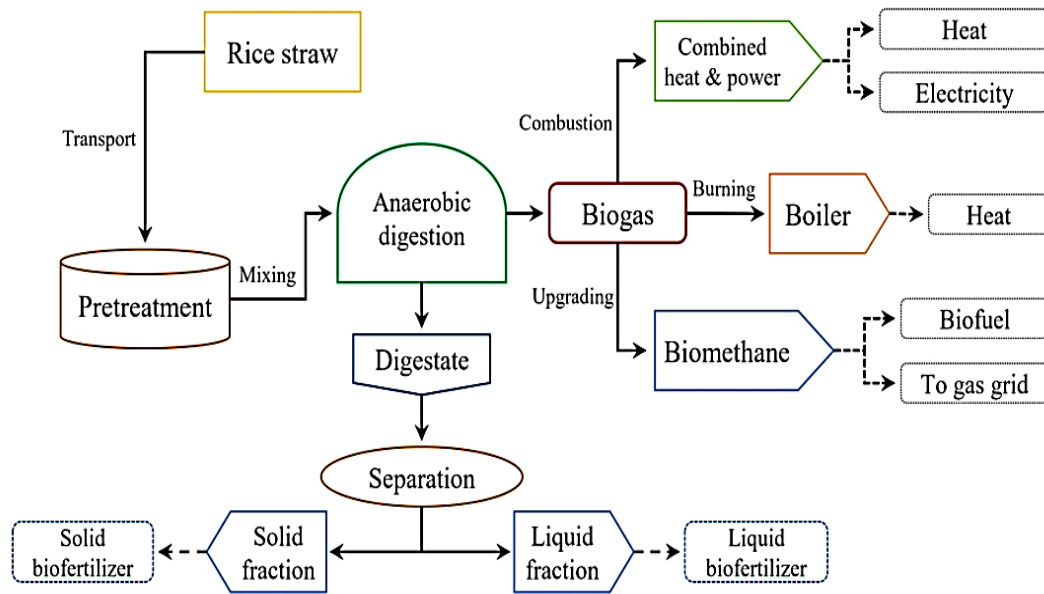 Rice straw
Transport
Pretreatment
Mixing
Anaerobic
digestion
Biogas
Combustion
Combined
heat & power
Heat
Electricity
Burning
Boiler
Heat
Upgrading
Biomethane
Biofuel
To gas grid
Digestate
Separation
Solid
fraction
Solid
biofertilizer
Liquid
fraction
Liquid
biofertilizer